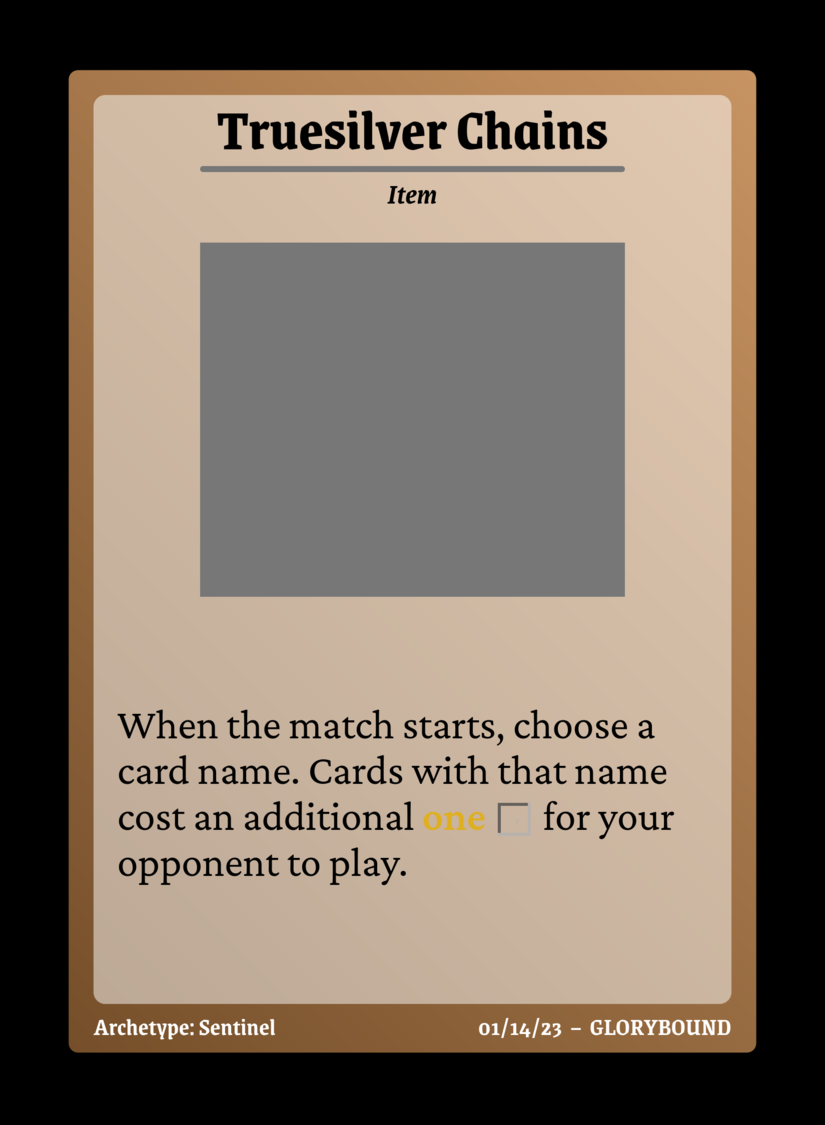 Truesilver Chains
Item
When the match starts, choose a
card name. Cards with that name
cost an additional one for your
opponent to play.
Archetype: Sentinel
01/14/23 – GLORYBOUND